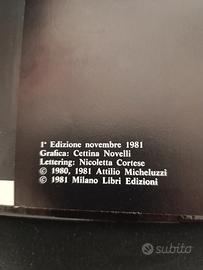 1ª Edizione novembre 1981
Grafica: Cettina Novelli
Lettering: Nicoletta Cortese
© 1980, 1981 Attilio Micheluzzi
© 1981 Milano Libri Edizioni
subito